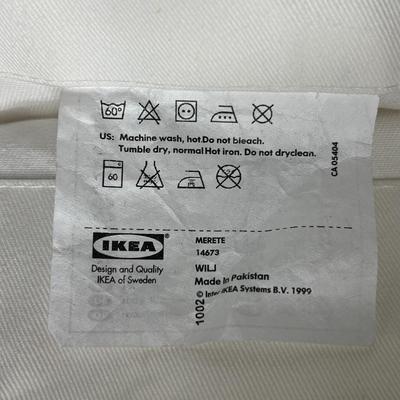 60°
US: Machine wash, hot. Do not bleach.
Tumble dry, normal Hot iron. Do not dryclean.
60
CA 05404
IKEA
Design and Quality
IKEA of Sweden
MERETE
14673
WILJ
Made in Pakistan
© Inter IKEA Systems B.V. 1999
1002